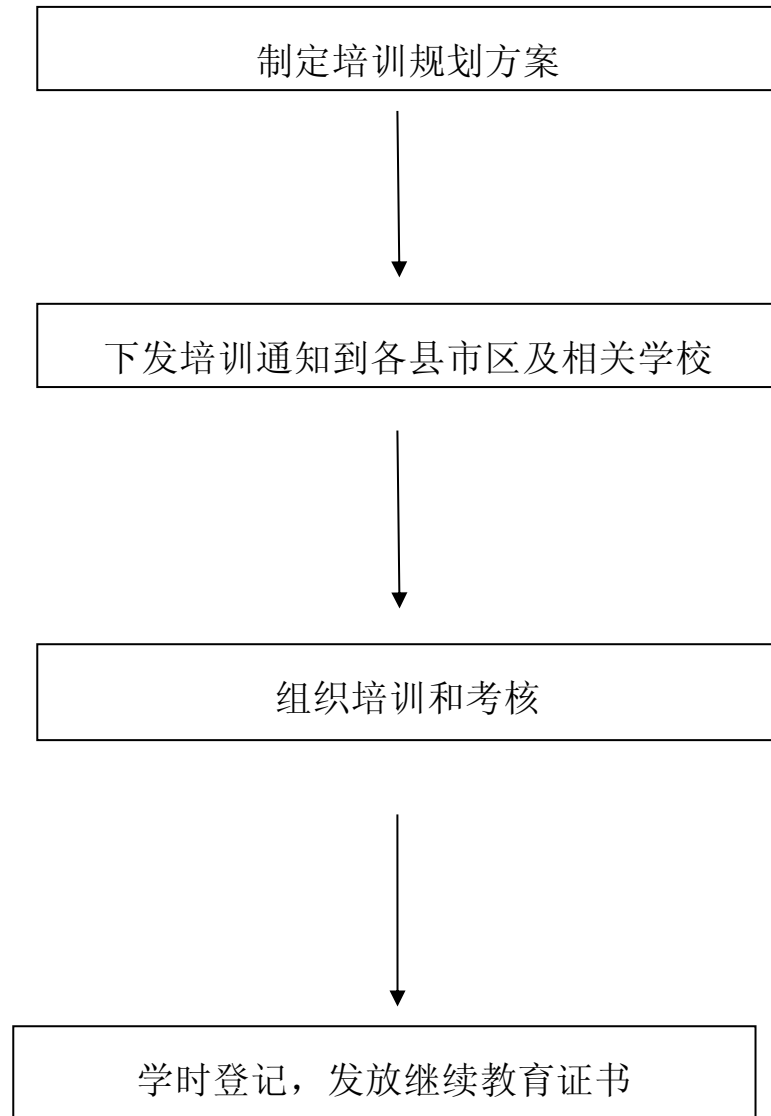 制定培训规划方案
下发培训通知到各县市区及相关学校
组织培训和考核
学时登记，发放继续教育证书